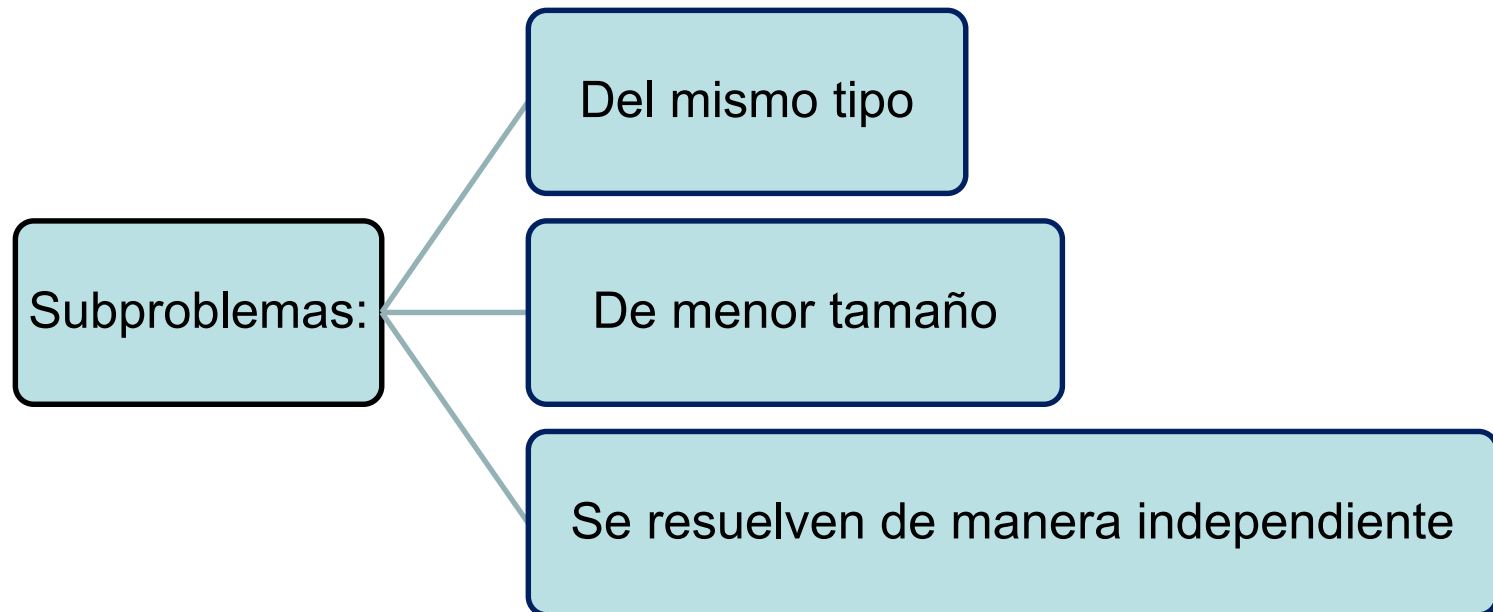 Del mismo tipo
Subproblemas:
De menor tamaño
Se resuelven de manera independiente